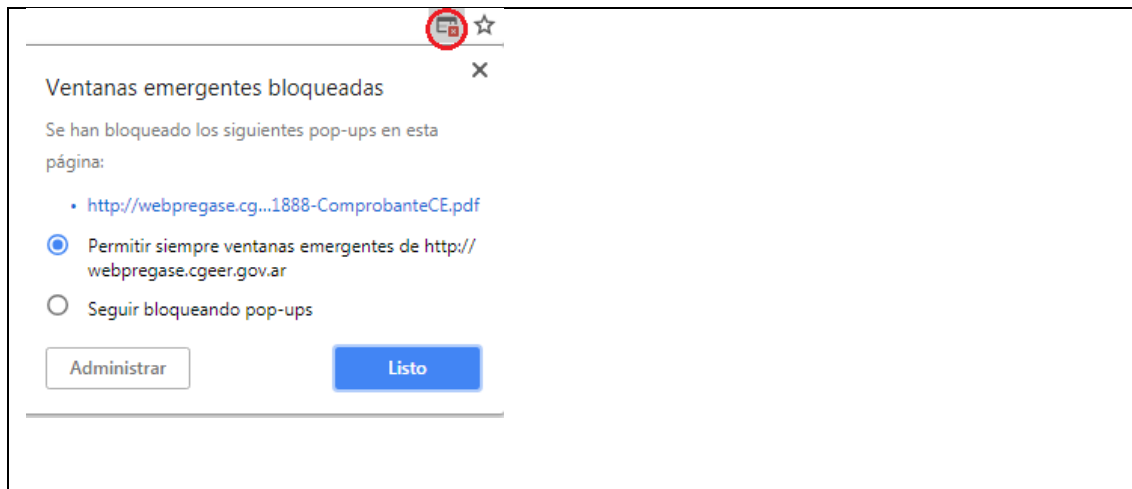 Ventanas emergentes bloqueadas
Se han bloqueado los siguientes pop-ups en esta
página:
• http://webpregase.cg...1888-ComprobanteCE.pdf
Permitir siempre ventanas emergentes de http://
webpregase.cgeer.gov.ar
Seguir bloqueando pop-ups
Administrar
Listo